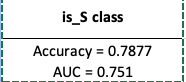 is_S class
Accuracy = 0.7877
AUC = 0.751